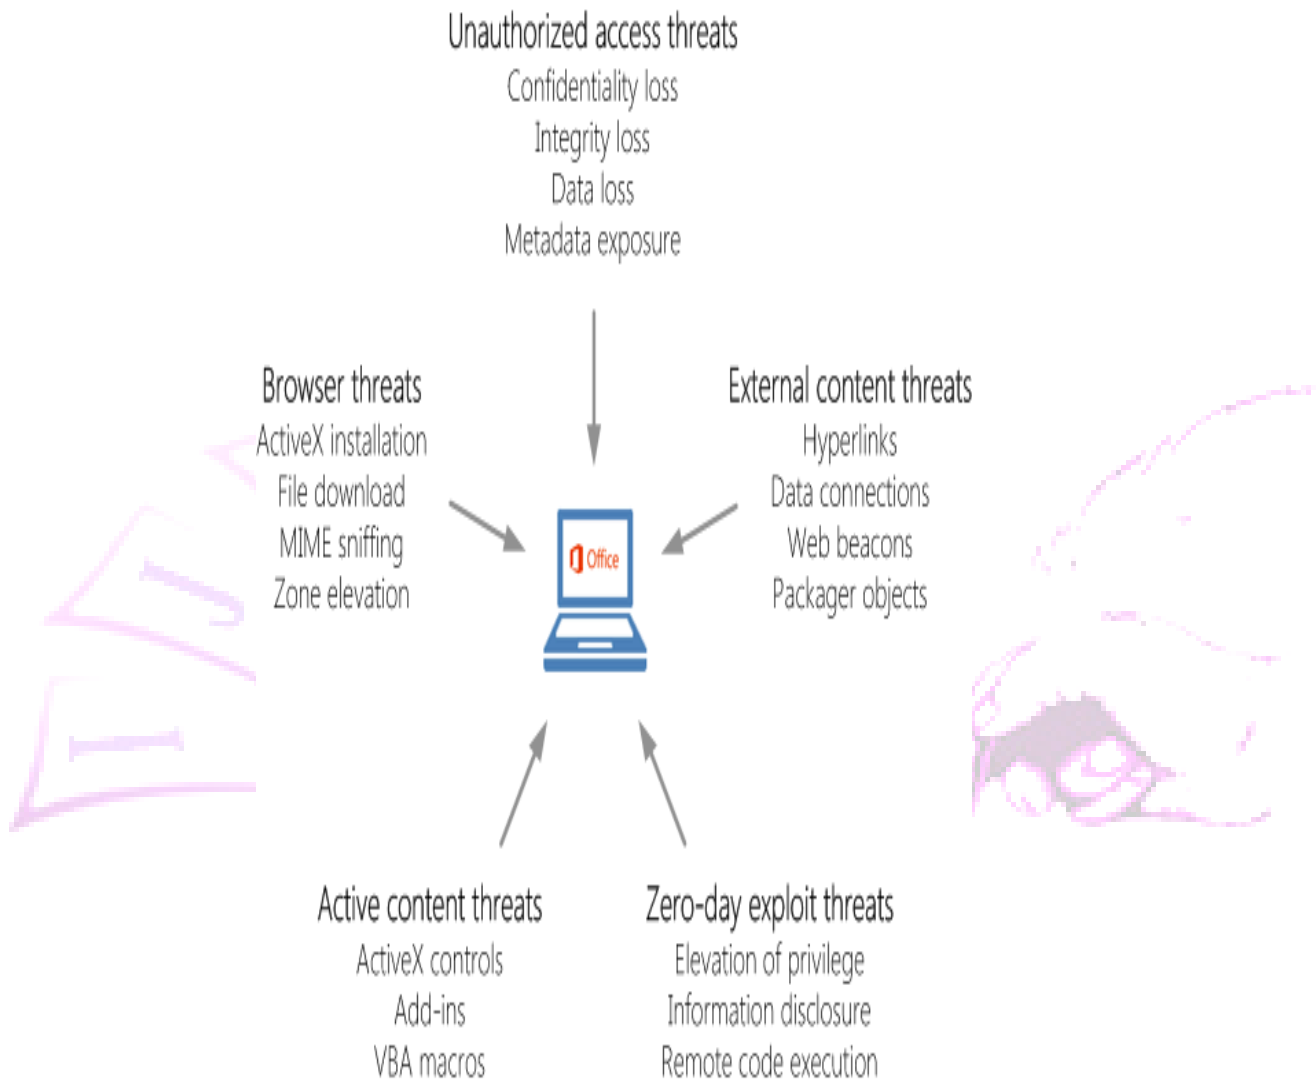 Unauthorized access threats
Confidentiality loss
Integrity loss
Data loss
Metadata exposure
Browser threats
ActiveX installation
File download
MIME sniffing
Zone elevation
External content threats
Hyperlinks
Data connections
Web beacons
Packager objects
Office
Active content threats
ActiveX controls
Add-ins
VBA macros
Zero-day exploit threats
Elevation of privilege
Information disclosure
Remote code execution